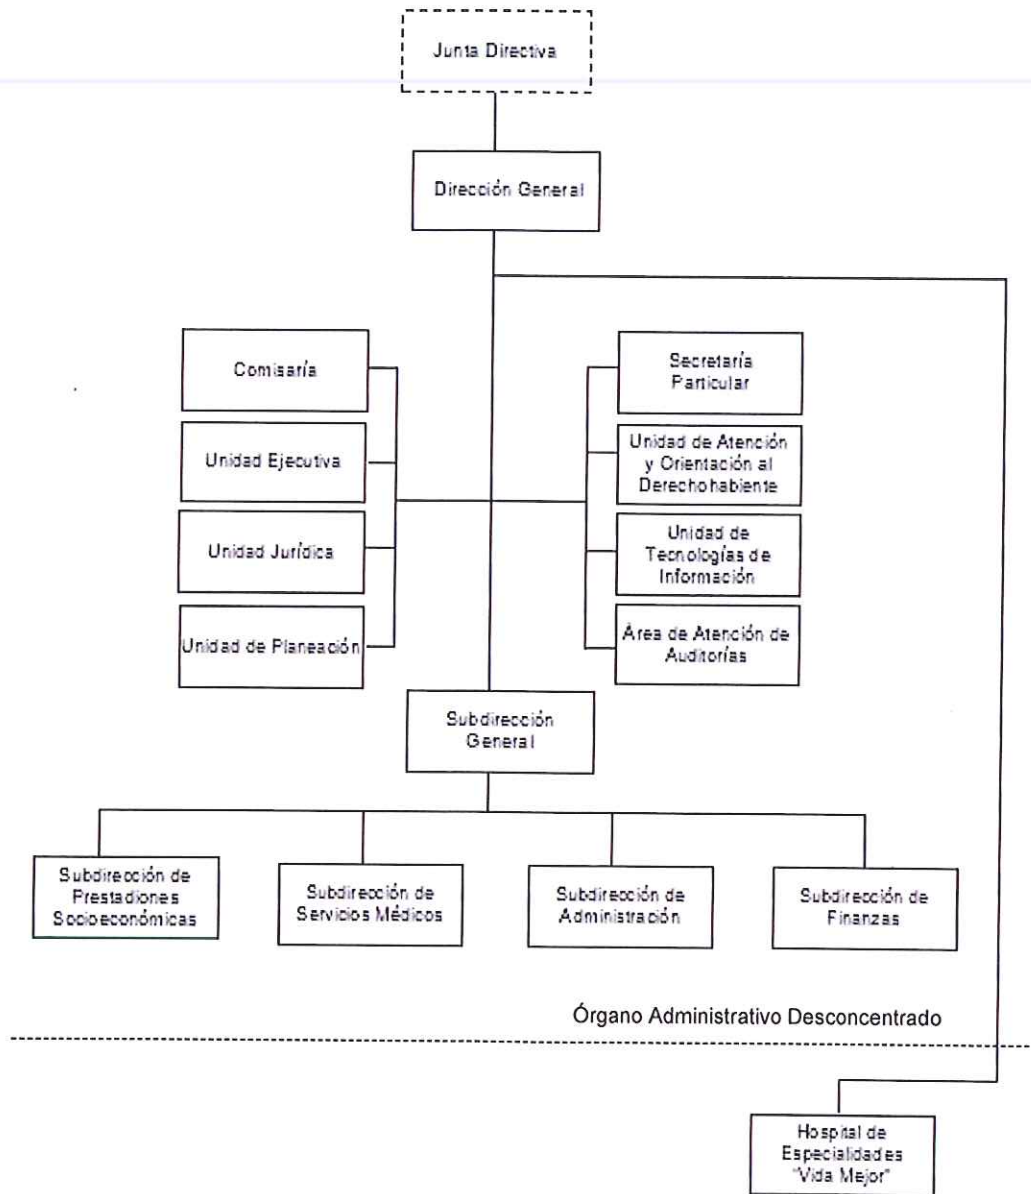 Junta Directiva
Dirección General
Comisaría
Unidad Ejecutiva
Unidad Jurídica
Unidad de Planeación
Secretaría
Particular
Unidad de Atención
y Orientación al
Derechohabiente
Unidad de
Tecnologías de
Información
Área de Atención de
Auditorías
Subdirección
General
Subdirección de
Prestadiones
Socioeconómicas
Subdirección de
Servicios Médicos
Subdirección de
Administración
Subdirección de
Finanzas
Órgano Administrativo Desconcentrado
Hospital de
Especialidades
"Vida Mejor"